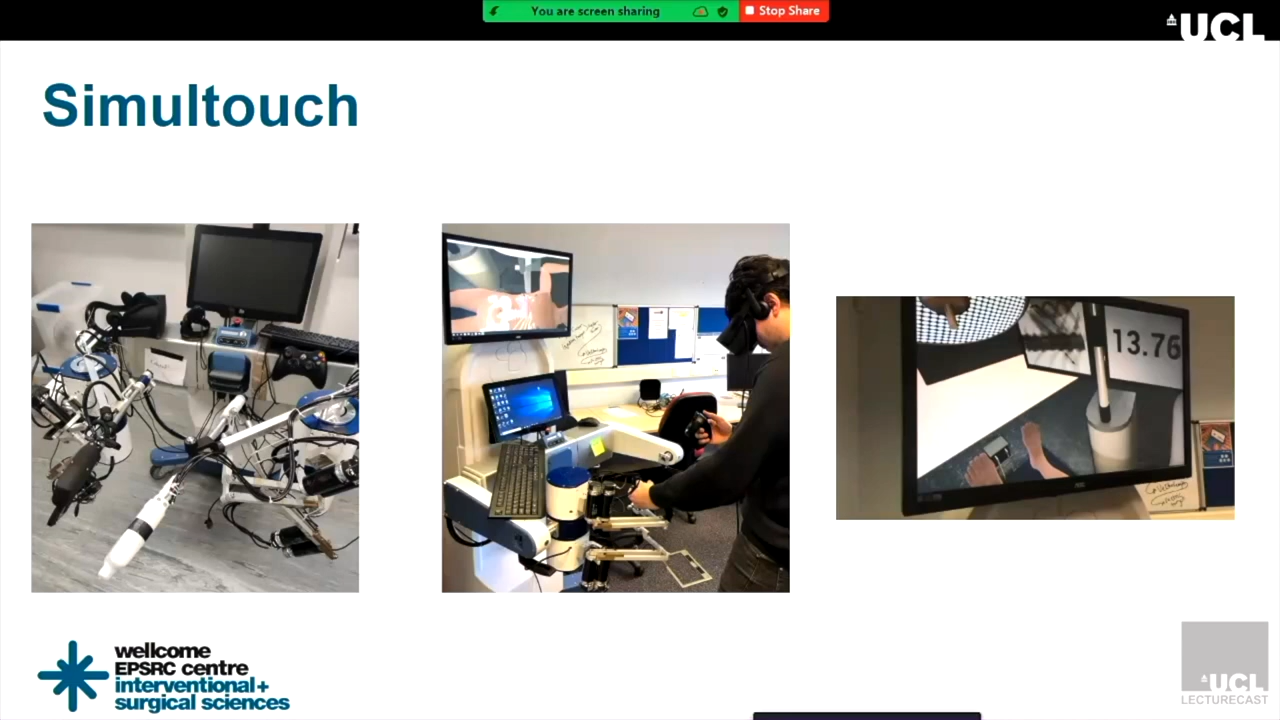 You are screen sharing
Stop Share
UCL
Simultouch
13.76
wellcome
EPSRC centre
interventional+
surgical sciences
UCL
LECTURECAST